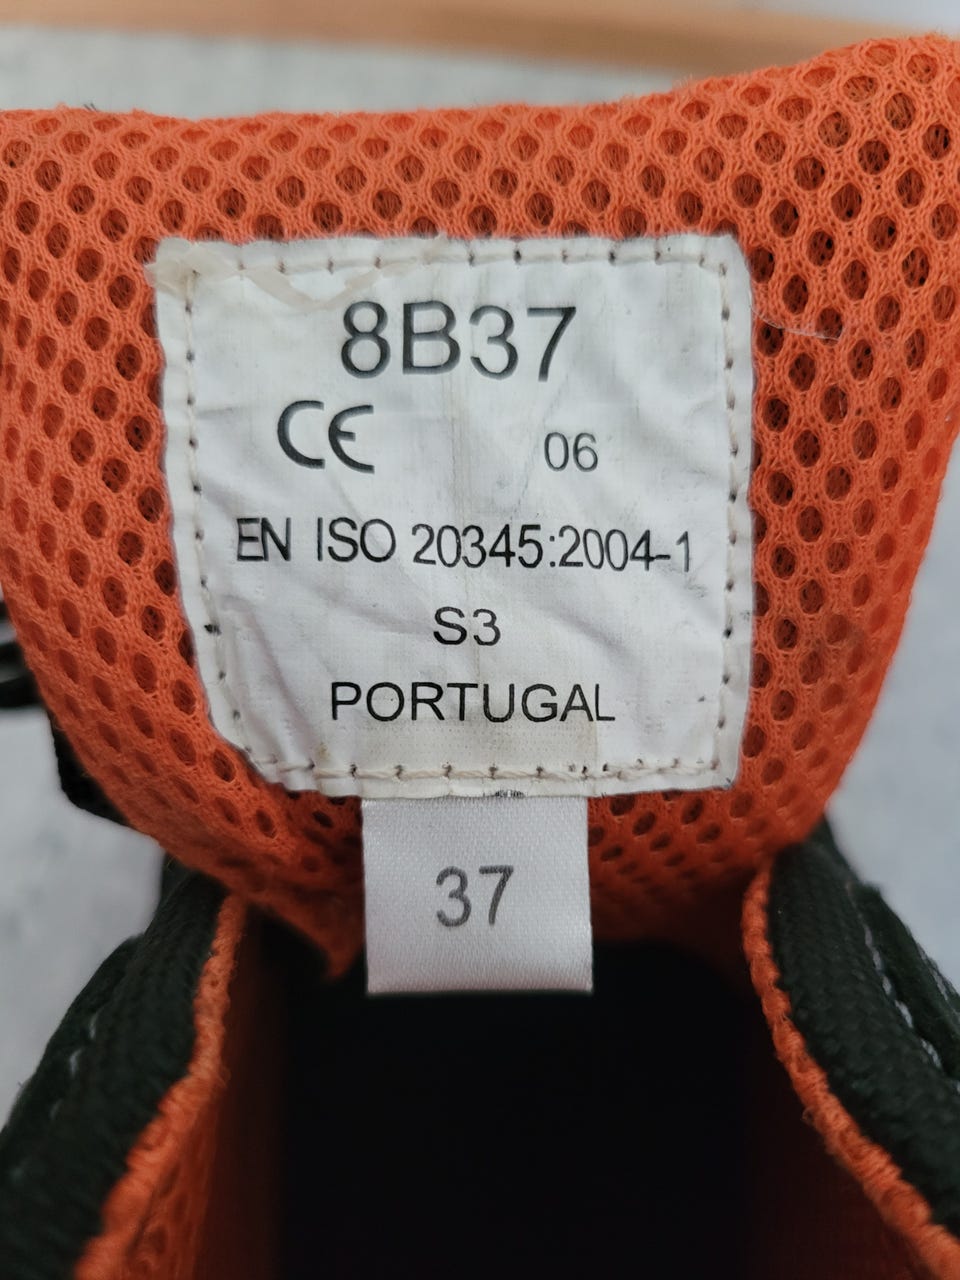 8B37
CE 06
EN ISO 20345:2004-1
S3
PORTUGAL
37